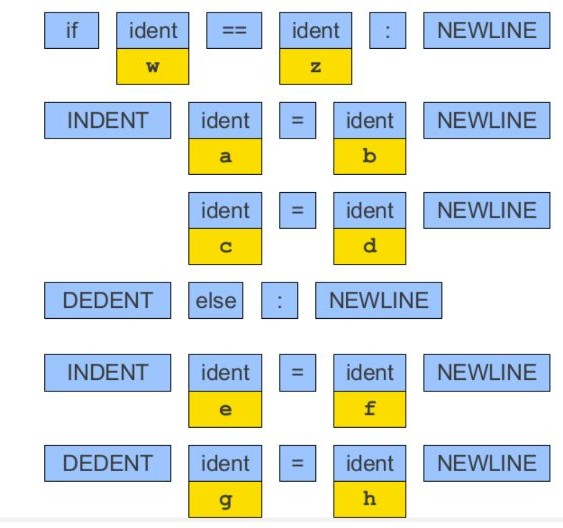 if ident == ident : NEWLINE
w z
INDENT ident = ident NEWLINE
a b
ident = ident NEWLINE
c d
DEDENT else : NEWLINE
INDENT ident = ident NEWLINE
e f
DEDENT ident = ident NEWLINE
g h